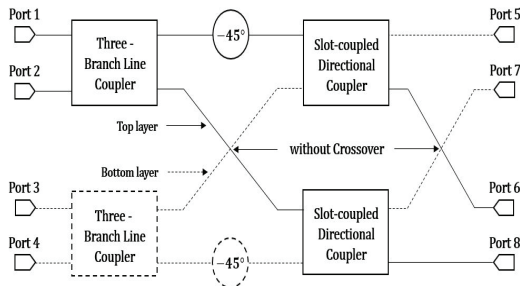 Port 1
Port 2
Three -
Branch Line
Coupler
−45°
Slot-coupled
Directional
Coupler
Port 5
Port 7
Top layer
Bottom layer
without Crossover
Port 3
Port 4
Three -
Branch Line
Coupler
−45°
Slot-coupled
Directional
Coupler
Port 6
Port 8